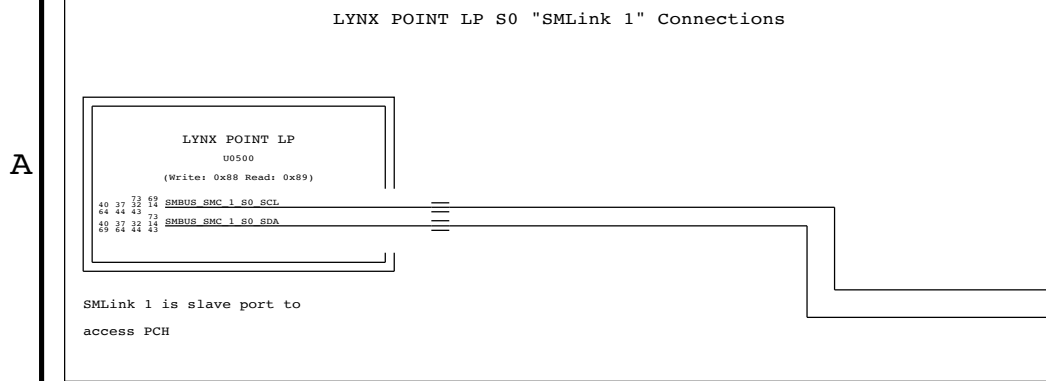 LYNX POINT LP S0 "SMLink 1" Connections
A
LYNX POINT LP
U0500
(Write: 0x88 Read: 0x89)
73 69
40 37 32 14 SMBUS_SMC_1_S0_SCL
64 44 43
73
40 37 32 14 SMBUS_SMC_1_S0_SDA
69 64 44 43
SMLink 1 is slave port to
access PCH